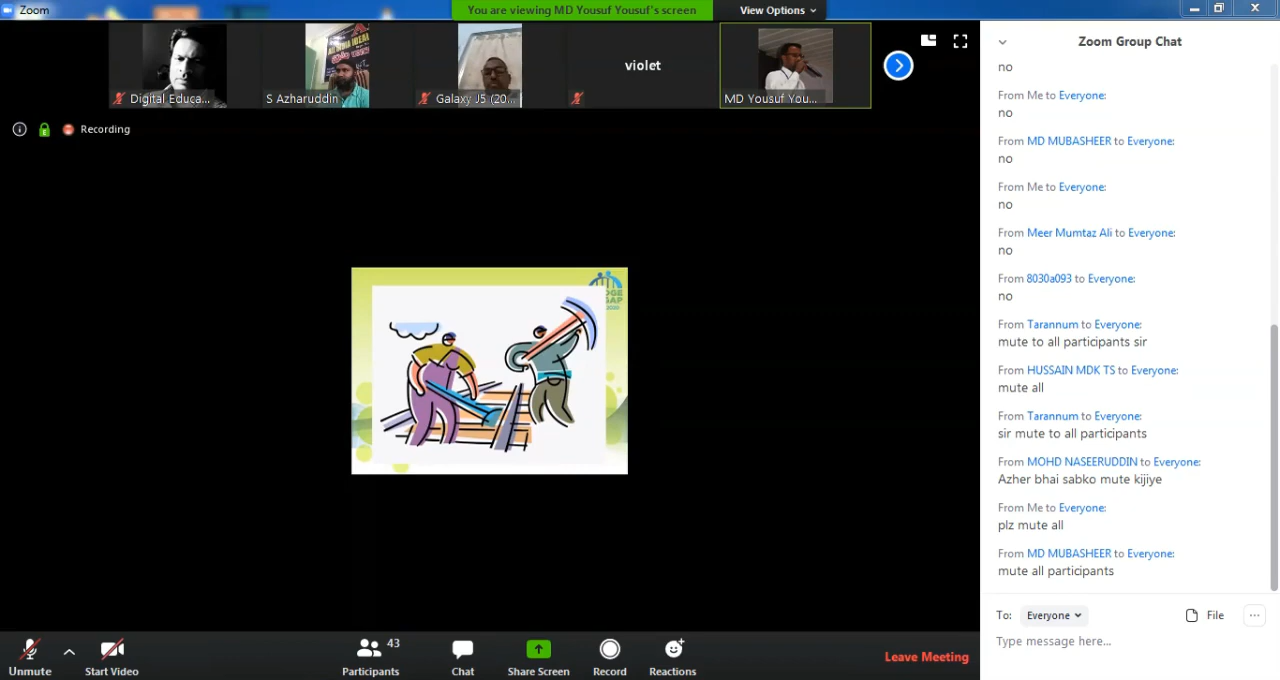 Zoom
You are viewing MD Yousuf Yousuf's screen
View Options
Digital Educa...
S Azharuddin
Galaxy J5 (20...
violet
MD Yousuf You...
Recording
Zoom Group Chat
no
From Me to Everyone:
no
From MD MUBASHEER to Everyone:
no
From Me to Everyone:
no
From Meer Mumtaz Ali to Everyone:
no
From 8030a093 to Everyone:
no
From Tarannum to Everyone:
mute to all participants sir
From HUSSAIN MDK TS to Everyone:
mute all
From Tarannum to Everyone:
sir mute to all participants
From MOHD NASEERUDDIN to Everyone:
Azher bhai sabko mute kijiye
From Me to Everyone:
plz mute all
From MD MUBASHEER to Everyone:
mute all participants
To: Everyone
File
Type message here...
Unmute
Start Video
Participants 43
Chat
Share Screen
Record
Reactions
Leave Meeting